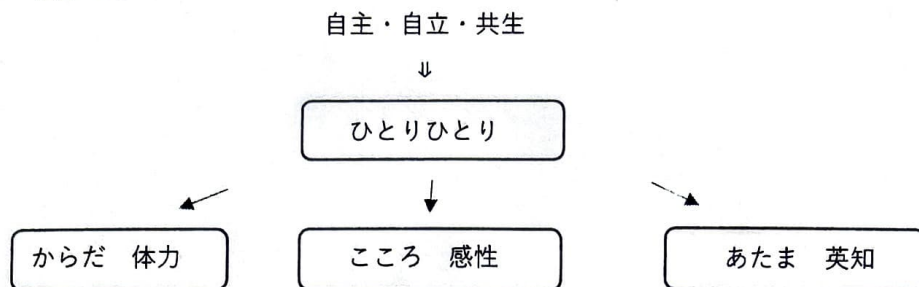 自主・自立・共生
⇓
ひとりひとり
からだ　体力
こころ　感性
あたま　英知